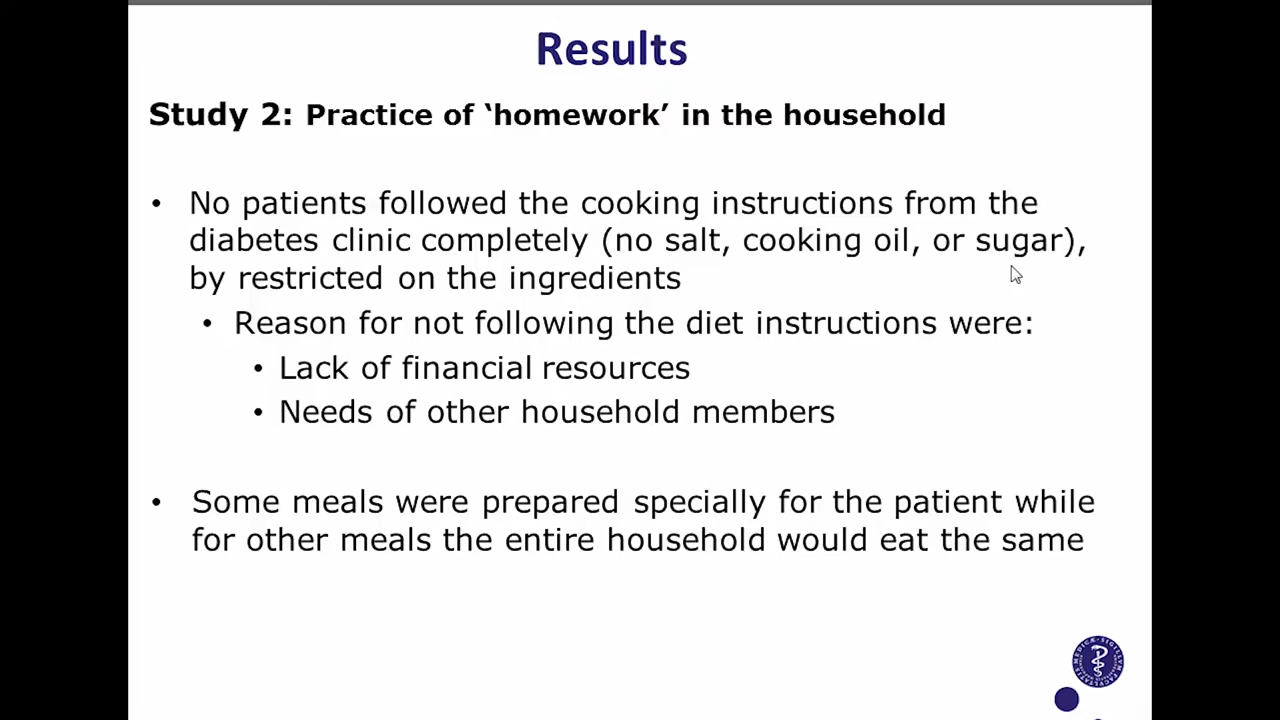 Results
Study 2: Practice of ‘homework’ in the household
• No patients followed the cooking instructions from the
diabetes clinic completely (no salt, cooking oil, or sugar),
by restricted on the ingredients
• Reason for not following the diet instructions were:
• Lack of financial resources
• Needs of other household members
• Some meals were prepared specially for the patient while
for other meals the entire household would eat the same